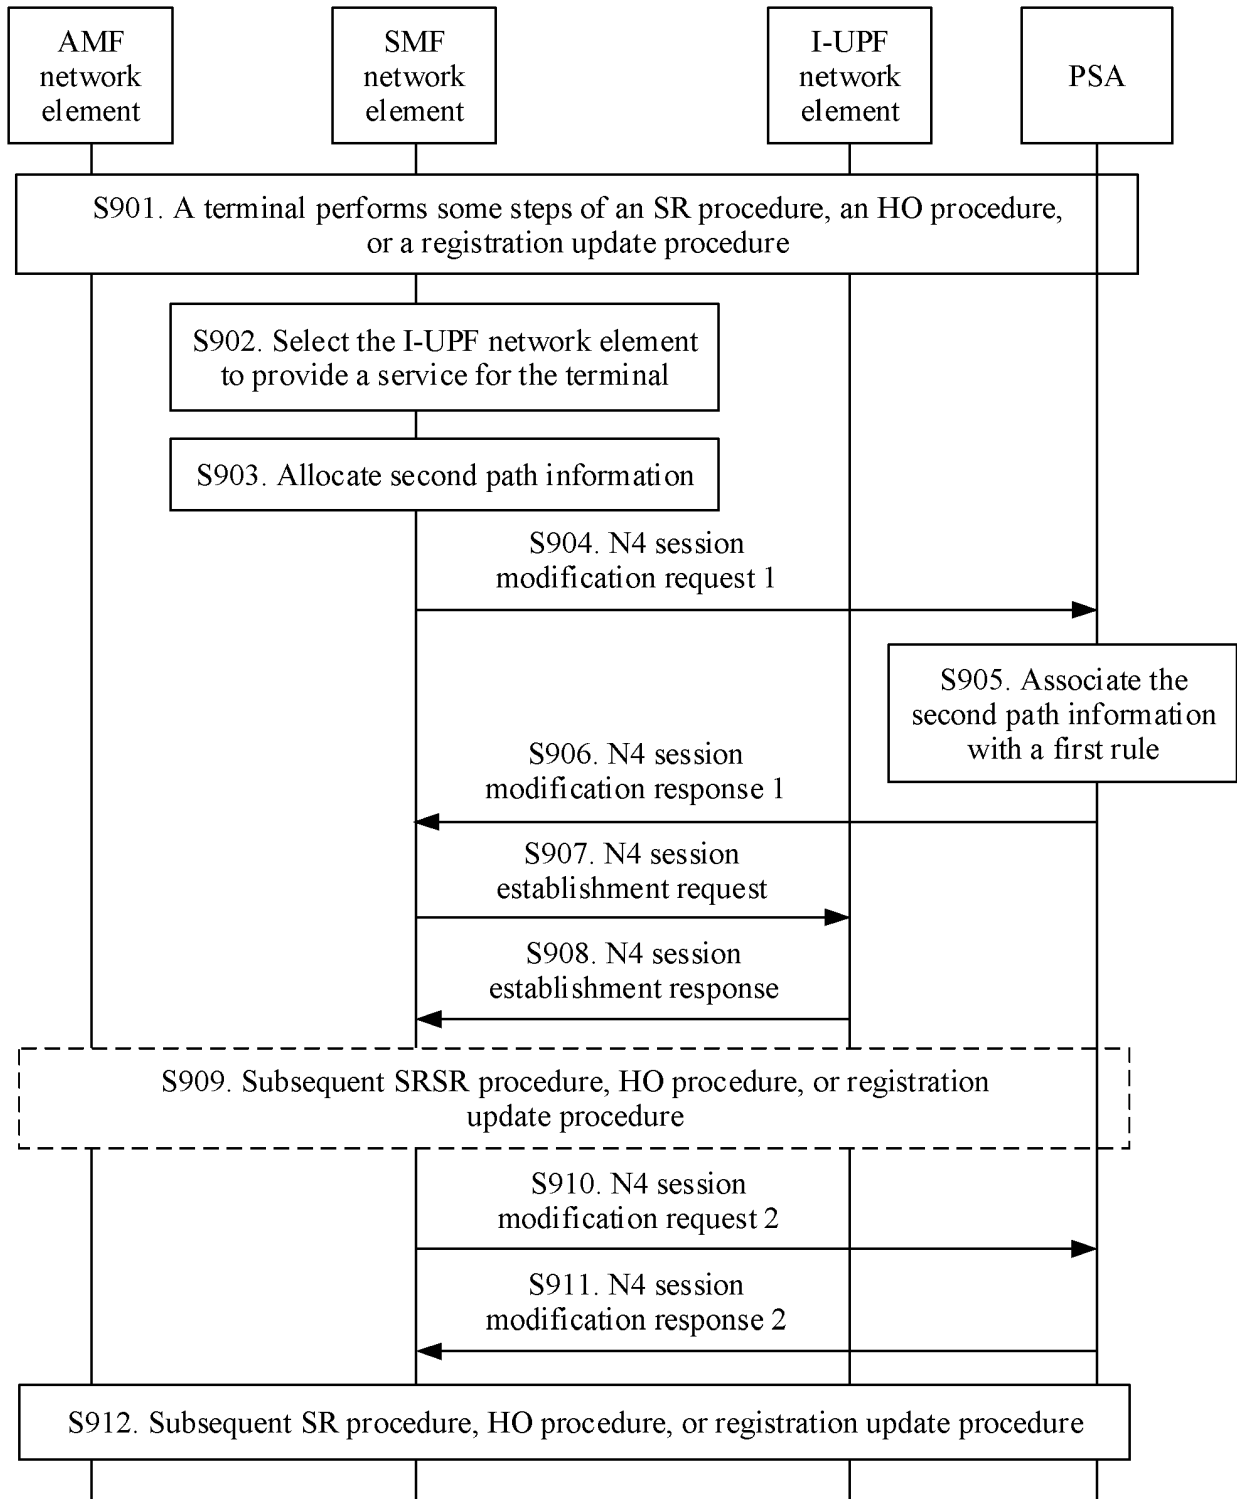 AMF
network
element
SMF
network
element
I-UPF
network
element
PSA
S901. A terminal performs some steps of an SR procedure, an HO procedure,
or a registration update procedure
S902. Select the I-UPF network element
to provide a service for the terminal
S903. Allocate second path information
S904. N4 session
modification request 1
S905. Associate the
second path information
with a first rule
S906. N4 session
modification response 1
S907. N4 session
establishment request
S908. N4 session
establishment response
S909. Subsequent SRSR procedure, HO procedure, or registration
update procedure
S910. N4 session
modification request 2
S911. N4 session
modification response 2
S912. Subsequent SR procedure, HO procedure, or registration update procedure